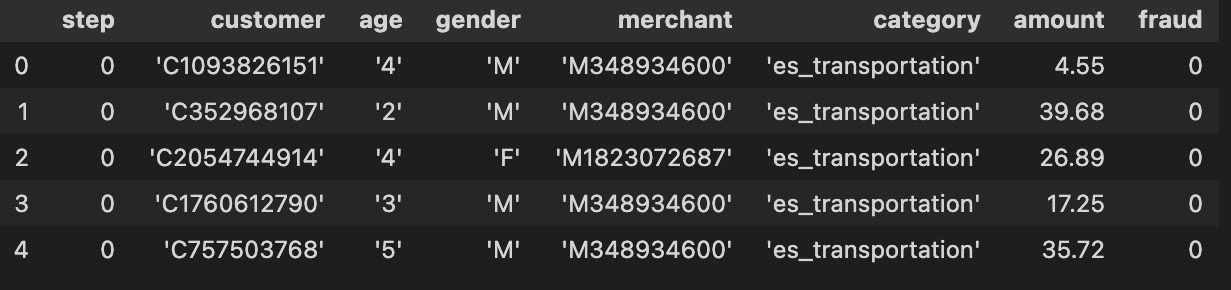 step customer age gender merchant category amount fraud
0 0 'C1093826151' '4' 'M' 'M348934600' 'es_transportation' 4.55 0
1 0 'C352968107' '2' 'M' 'M348934600' 'es_transportation' 39.68 0
2 0 'C2054744914' '4' 'F' 'M1823072687' 'es_transportation' 26.89 0
3 0 'C1760612790' '3' 'M' 'M348934600' 'es_transportation' 17.25 0
4 0 'C757503768' '5' 'M' 'M348934600' 'es_transportation' 35.72 0